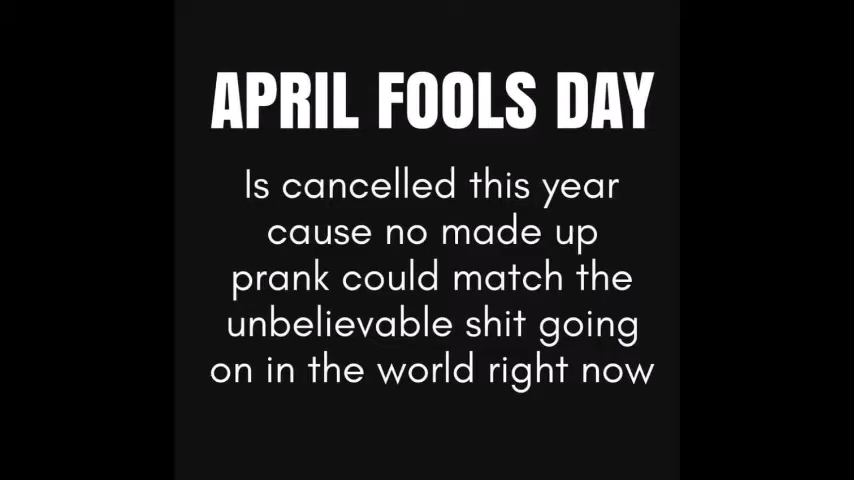 APRIL FOOLS DAY
Is cancelled this year
cause no made up
prank could match the
unbelievable shit going
on in the world right now